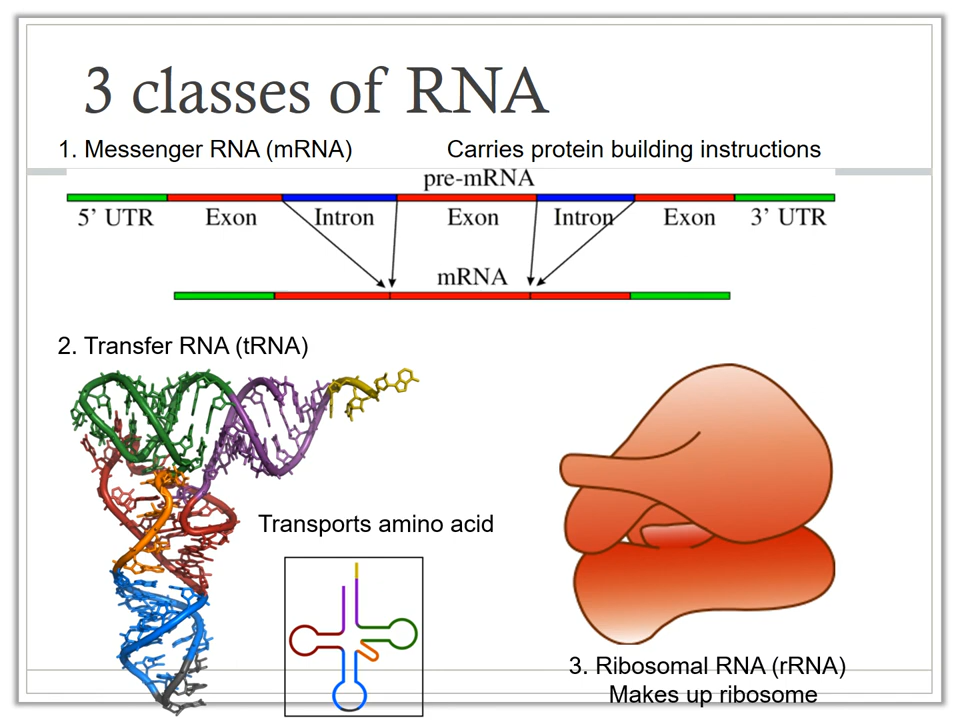 3 classes of RNA
1. Messenger RNA (mRNA)
Carries protein building instructions
pre-mRNA
5’ UTR
Exon
Intron
Exon
Intron
Exon
3’ UTR
mRNA
2. Transfer RNA (tRNA)
Transports amino acid
3. Ribosomal RNA (rRNA)
Makes up ribosome